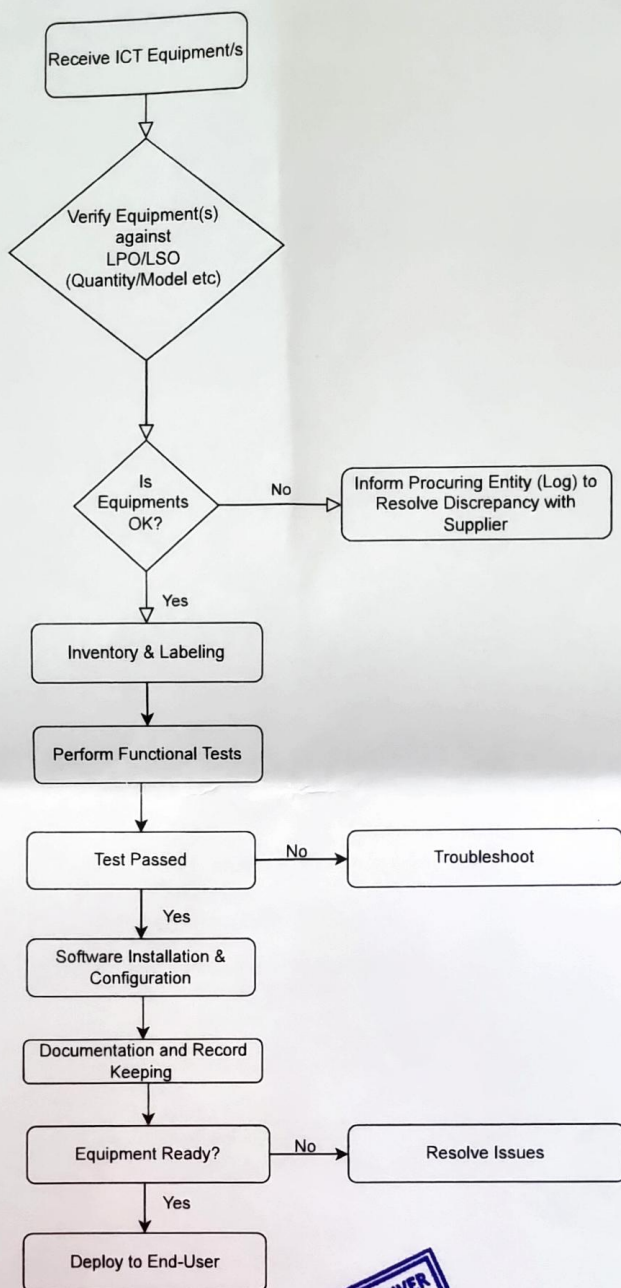 Receive ICT Equipment/s
Verify Equipment(s)
against
LPO/LSO
(Quantity/Model etc)
Is
Equipments
OK?
No
Inform Procuring Entity (Log) to
Resolve Discrepancy with
Supplier
Yes
Inventory & Labeling
Perform Functional Tests
Test Passed
No
Troubleshoot
Yes
Software Installation &
Configuration
Documentation and Record
Keeping
Equipment Ready?
No
Resolve Issues
Yes
Deploy to End-User